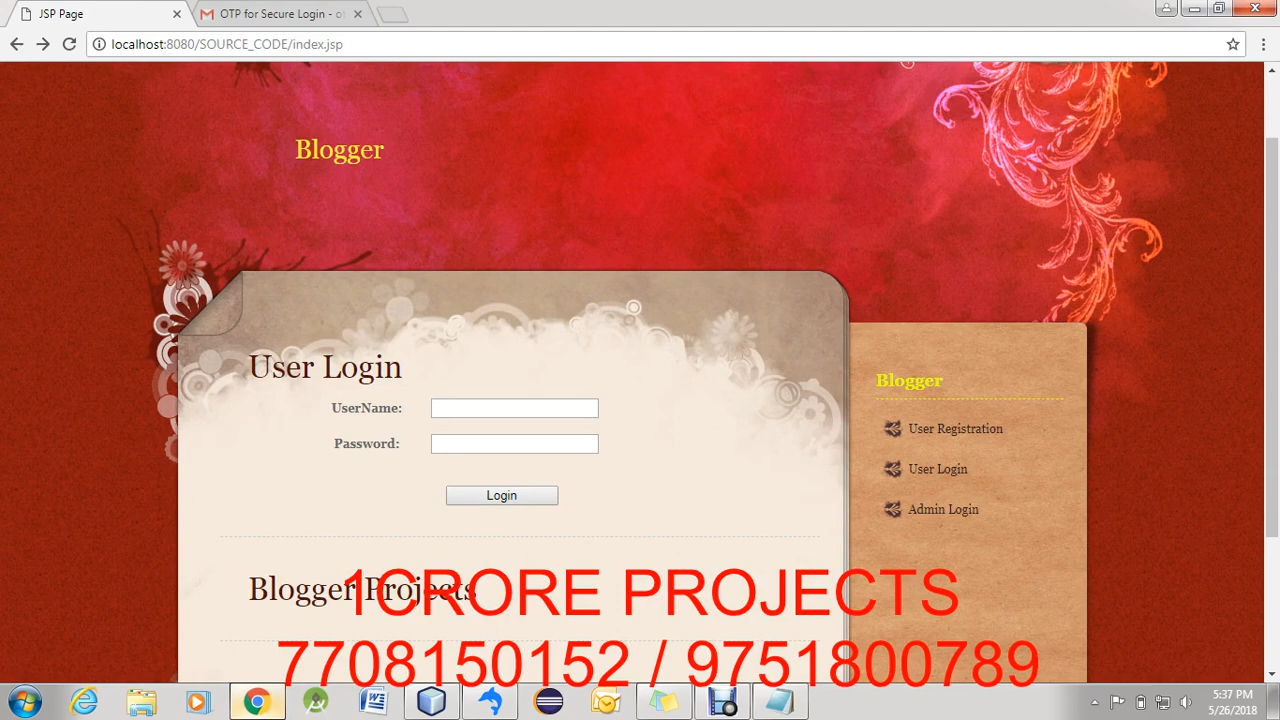 JSP Page
OTP for Secure Login - ot
localhost:8080/SOURCE_CODE/index.jsp
Blogger
User Login
UserName:
Password:
Login
Blogger
User Registration
User Login
Admin Login
Blogger Projects
1CRORE PROJECTS
7708150152 / 9751800789
5:37 PM
5/26/2018